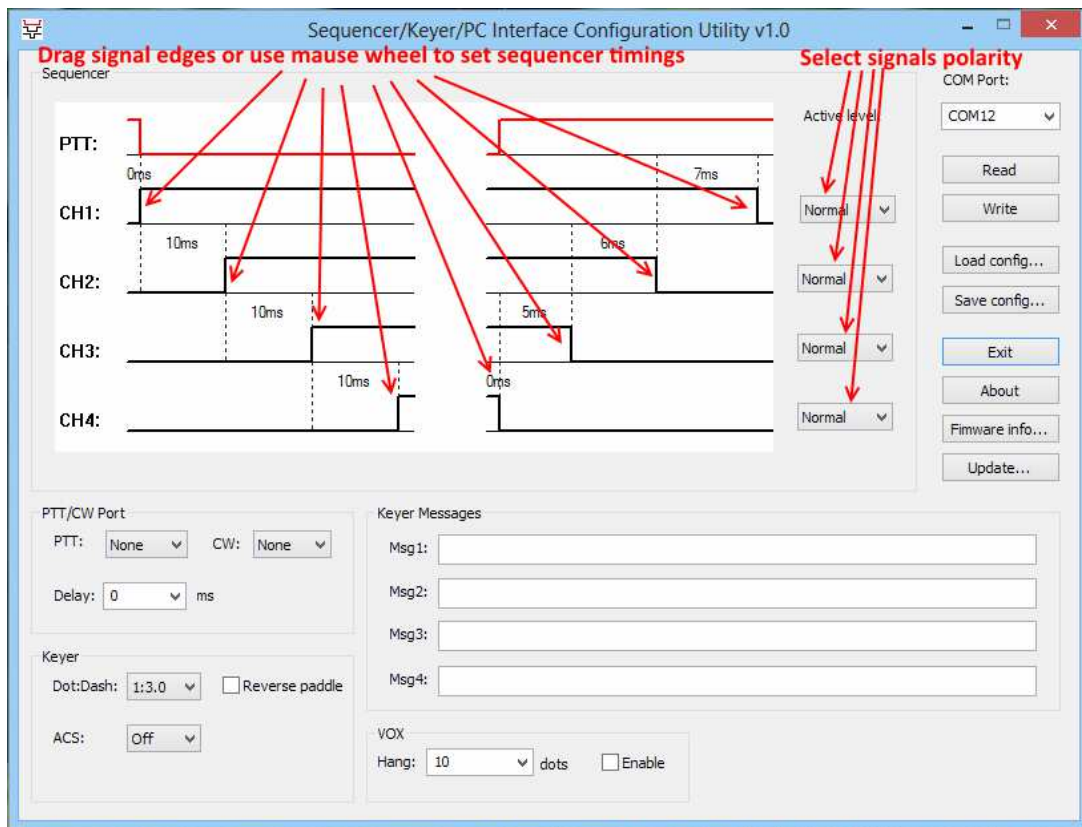 Sequencer/Keyer/PC Interface Configuration Utility v1.0
Drag signal edges or use mause wheel to set sequencer timings
Select signals polarity
Sequencer
PTT:
0ms
CH1:
10ms
CH2:
10ms
CH3:
10ms
CH4:
7ms
6ms
5ms
0ms
Active level:
Normal
Normal
Normal
Normal
COM Port:
COM12
Read
Write
Load config...
Save config...
Exit
About
Fimware info...
Update...
PTT/CW Port
PTT: None CW: None
Delay: 0 ms
Keyer
Dot:Dash: 1:3.0 Reverse paddle
ACS: Off
Keyer Messages
Msg1:
Msg2:
Msg3:
Msg4:
VOX
Hang: 10 dots Enable